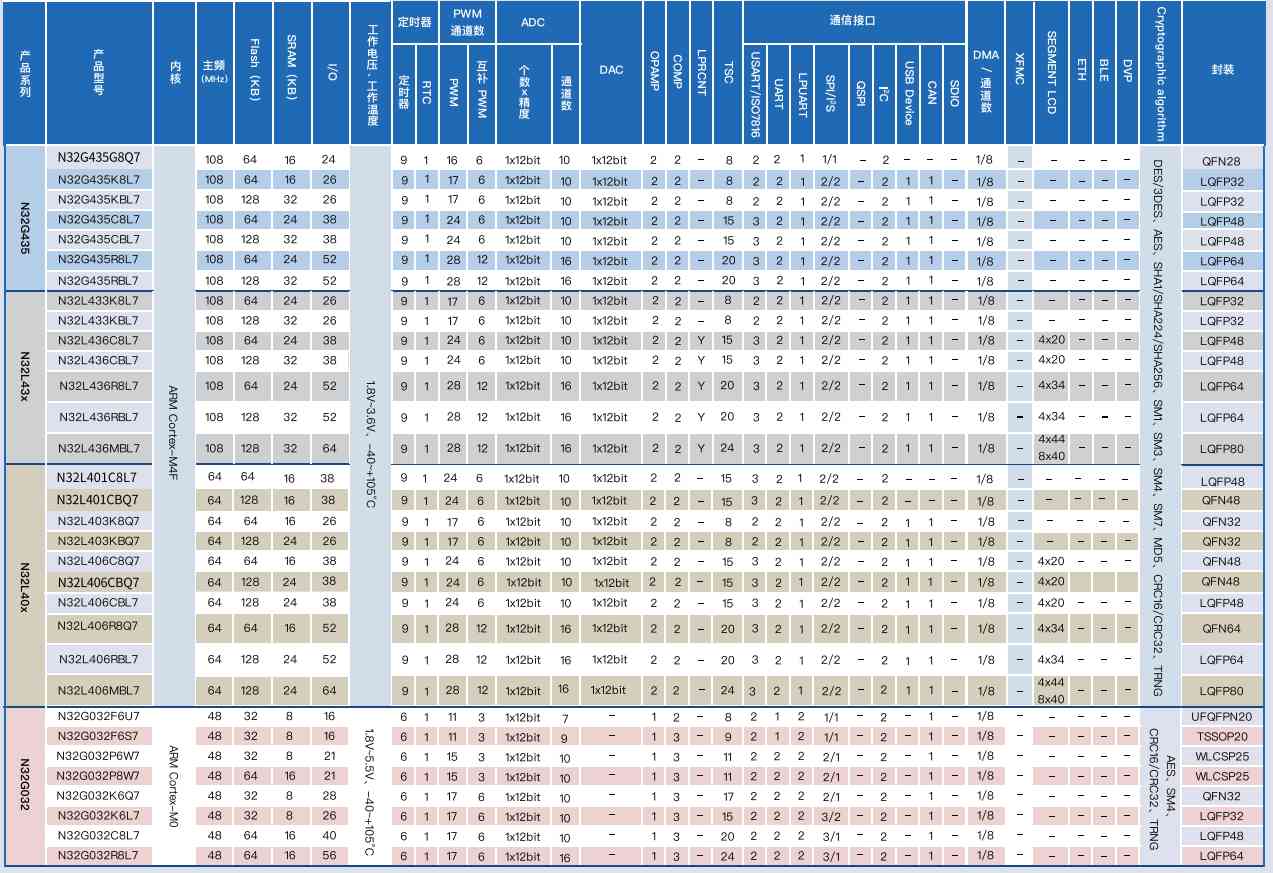 产品系列 产品型号 内核 主频 (MHz) Flash (KB) SRAM (KB) I/O 工作电压,工作温度 定时器 PWM 通道数 ADC DAC OPAMP COMP LPRCNT TSC 通信接口 DMA / 通道数 XFMC SEGMENT LCD ETH BLE DVP Cryptographic algorithm 封装
定时器 RTC PWM 互补 PWM 个数x精度 通道数 USART/ISO7816 UART LPUART SPI/I²S QSPI I²C USB Device CAN SDIO
N32G435
ARM Cortex-M4F
1.8V~3.6V、-40~+105°C
DES/3DES、AES、SHA1/SHA224/SHA256、SM1、SM3、SM4、SM7、MD5、CRC16/CRC32、TRNG
N32G435G8Q7 108 64 16 24 9 1 16 6 1x12bit 10 1x12bit 2 2 – 8 2 2 1 1/1 – 2 – – – 1/8 – – – – – QFN28
N32G435K8L7 108 64 16 26 9 1 17 6 1x12bit 10 1x12bit 2 2 – 8 2 2 1 2/2 – 2 1 1 – 1/8 – – – – – LQFP32
N32G435KBL7 108 128 32 26 9 1 17 6 1x12bit 10 1x12bit 2 2 – 8 2 2 1 2/2 – 2 1 1 – 1/8 – – – – – LQFP32
N32G435C8L7 108 64 24 38 9 1 24 6 1x12bit 10 1x12bit 2 2 – 15 3 2 1 2/2 – 2 1 1 – 1/8 – – – – – LQFP48
N32G435CBL7 108 128 32 38 9 1 24 6 1x12bit 10 1x12bit 2 2 – 15 3 2 1 2/2 – 2 1 1 – 1/8 – – – – – LQFP48
N32G435R8L7 108 64 24 52 9 1 28 12 1x12bit 16 1x12bit 2 2 – 20 3 2 1 2/2 – 2 1 1 – 1/8 – – – – – LQFP64
N32G435RBL7 108 128 32 52 9 1 28 12 1x12bit 16 1x12bit 2 2 – 20 3 2 1 2/2 – 2 1 1 – 1/8 – – – – – LQFP64
N32L43x
N32L433K8L7 108 64 24 26 9 1 17 6 1x12bit 10 1x12bit 2 2 – 8 2 2 1 2/2 – 2 1 1 – 1/8 – – – – – LQFP32
N32L433KBL7 108 128 32 26 9 1 17 6 1x12bit 10 1x12bit 2 2 – 8 2 2 1 2/2 – 2 1 1 – 1/8 – – – – – LQFP32
N32L436C8L7 108 64 24 38 9 1 24 6 1x12bit 10 1x12bit 2 2 Y 15 3 2 1 2/2 – 2 1 1 – 1/8 – 4x20 – – – LQFP48
N32L436CBL7 108 128 32 38 9 1 24 6 1x12bit 10 1x12bit 2 2 Y 15 3 2 1 2/2 – 2 1 1 – 1/8 – 4x20 – – – LQFP48
N32L436R8L7 108 64 24 52 9 1 28 12 1x12bit 16 1x12bit 2 2 Y 20 3 2 1 2/2 – 2 1 1 – 1/8 – 4x34 – – – LQFP64
N32L436RBL7 108 128 32 52 9 1 28 12 1x12bit 16 1x12bit 2 2 Y 20 3 2 1 2/2 – 2 1 1 – 1/8 – 4x34 – – – LQFP64
N32L436MBL7 108 128 32 64 9 1 28 12 1x12bit 16 1x12bit 2 2 Y 24 3 2 1 2/2 – 2 1 1 – 1/8 – 4x44 8x40 – – – LQFP80
N32L40x
N32L401C8L7 64 64 16 38 9 1 24 6 1x12bit 10 1x12bit 2 2 – 15 3 2 1 2/2 – 2 – – – 1/8 – – – – – LQFP48
N32L401CBQ7 64 128 16 38 9 1 24 6 1x12bit 10 1x12bit 2 2 – 15 3 2 1 2/2 – 2 – – – 1/8 – – – – – QFN48
N32L403K8Q7 64 64 16 26 9 1 17 6 1x12bit 10 1x12bit 2 2 – 8 2 2 1 2/2 – 2 1 1 – 1/8 – – – – – QFN32
N32L403KBQ7 64 128 24 26 9 1 17 6 1x12bit 10 1x12bit 2 2 – 8 2 2 1 2/2 – 2 1 1 – 1/8 – – – – – QFN32
N32L406C8Q7 64 64 16 38 9 1 24 6 1x12bit 10 1x12bit 2 2 – 15 3 2 1 2/2 – 2 1 1 – 1/8 – 4x20 – – – QFN48
N32L406CBQ7 64 128 24 38 9 1 24 6 1x12bit 10 1x12bit 2 2 – 15 3 2 1 2/2 – 2 1 1 – 1/8 – 4x20 – – – QFN48
N32L406CBL7 64 128 24 38 9 1 24 6 1x12bit 10 1x12bit 2 2 – 15 3 2 1 2/2 – 2 1 1 – 1/8 – 4x20 – – – LQFP48
N32L406R8Q7 64 64 16 52 9 1 28 12 1x12bit 16 1x12bit 2 2 – 20 3 2 1 2/2 – 2 1 1 – 1/8 – 4x34 – – – QFN64
N32L406RBL7 64 128 24 52 9 1 28 12 1x12bit 16 1x12bit 2 2 – 20 3 2 1 2/2 – 2 1 1 – 1/8 – 4x34 – – – LQFP64
N32L406MBL7 64 128 24 64 9 1 28 12 1x12bit 16 1x12bit 2 2 – 24 3 2 1 2/2 – 2 1 1 – 1/8 – 4x44 8x40 – – – LQFP80
N32G032
ARM Cortex-M0
1.8V~5.5V、-40~+105°C
AES、SM4、CRC16/CRC32、TRNG
N32G032F6U7 48 32 8 16 6 1 11 3 1x12bit 7 – 1 2 – 8 2 1 2 1/1 – 2 – 1 – 1/8 – – – – – UFQFPN20
N32G032F6S7 48 32 8 16 6 1 11 3 1x12bit 9 – 1 3 – 9 2 1 2 1/1 – 2 – 1 – 1/8 – – – – – TSSOP20
N32G032P6W7 48 32 8 21 6 1 15 3 1x12bit 10 – 1 3 – 11 2 2 2 2/1 – 2 – 1 – 1/8 – – – – – WLCSP25
N32G032P8W7 48 64 16 21 6 1 15 3 1x12bit 10 – 1 3 – 11 2 2 2 2/1 – 2 – 1 – 1/8 – – – – – WLCSP25
N32G032K6Q7 48 32 8 28 6 1 17 6 1x12bit 10 – 1 3 – 17 2 2 2 2/1 – 2 – 1 – 1/8 – – – – – QFN32
N32G032K6L7 48 32 8 26 6 1 17 6 1x12bit 10 – 1 3 – 15 2 2 2 3/2 – 2 – 1 – 1/8 – – – – – LQFP32
N32G032C8L7 48 64 16 40 6 1 17 6 1x12bit 10 – 1 3 – 20 2 2 2 3/1 – 2 – 1 – 1/8 – – – – – LQFP48
N32G032R8L7 48 64 16 56 6 1 17 6 1x12bit 16 – 1 3 – 24 2 2 2 3/1 – 2 – 1 – 1/8 – – – – – LQFP64